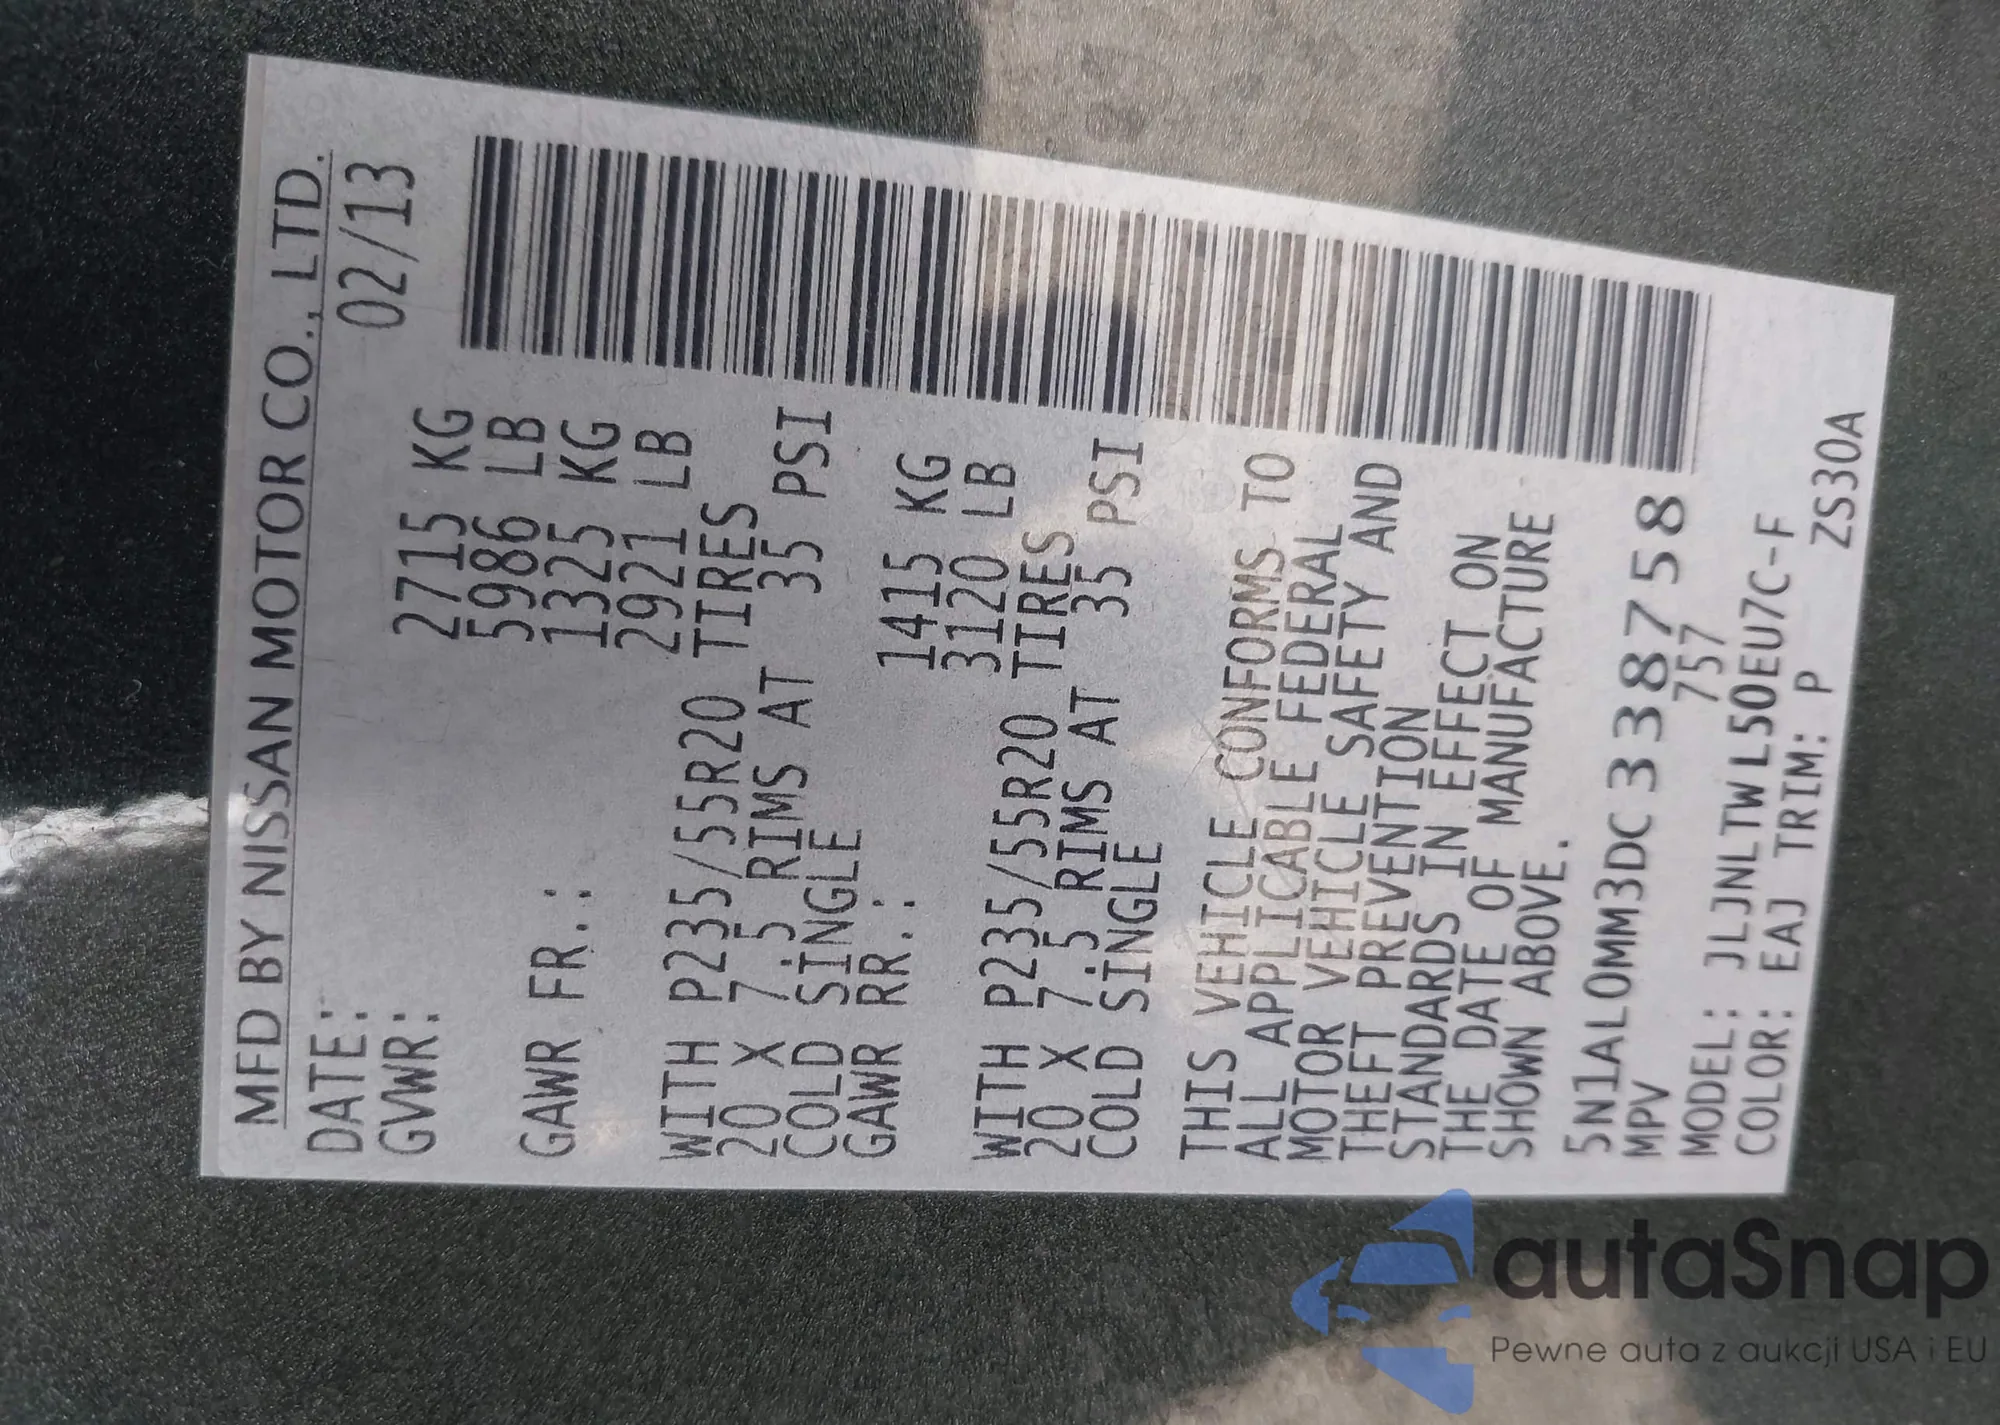 MFD BY NISSAN MOTOR CO., LTD.
DATE: 02/13
GVWR: 2715 KG
5986 LB
GAWR FR.: 1325 KG
2921 LB
WITH P235/55R20 TIRES
20 X 7.5 RIMS AT 35 PSI
COLD SINGLE
GAWR RR.: 1415 KG
3120 LB
WITH P235/55R20 TIRES
20 X 7.5 RIMS AT 35 PSI
COLD SINGLE
THIS VEHICLE CONFORMS TO
ALL APPLICABLE FEDERAL
MOTOR VEHICLE SAFETY AND
THEFT PREVENTION
STANDARDS IN EFFECT ON
THE DATE OF MANUFACTURE
SHOWN ABOVE.
5N1AL0MM3DC338758
MPV 757
MODEL: JLJNLTWL50EU7C-F
COLOR: EAJ TRIM: P
ZS30A
autaSnap
Pewne auta z aukcji USA i EU